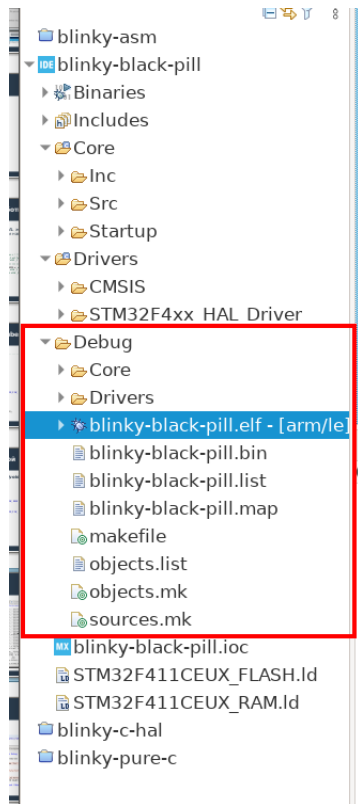 blinky-asm
IDE blinky-black-pill
Binaries
Includes
Core
Inc
Src
Startup
Drivers
CMSIS
STM32F4xx_HAL_Driver
Debug
Core
Drivers
blinky-black-pill.elf - [arm/le]
blinky-black-pill.bin
blinky-black-pill.list
blinky-black-pill.map
makefile
objects.list
objects.mk
sources.mk
MX blinky-black-pill.ioc
STM32F411CEUX_FLASH.ld
STM32F411CEUX_RAM.ld
blinky-c-hal
blinky-pure-c